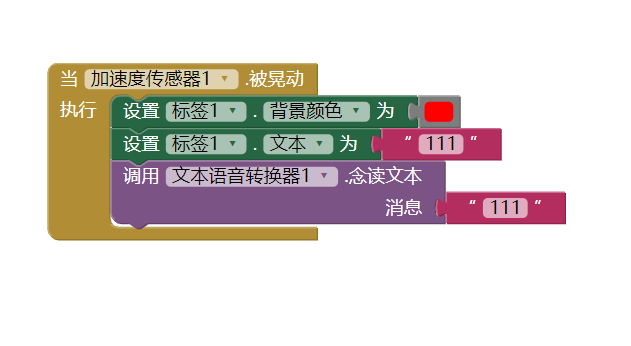 当 加速度传感器1 .被晃动
执行 设置 标签1 . 背景颜色 为
设置 标签1 . 文本 为 “ 111 ”
调用 文本语音转换器1 .念读文本
消息 “ 111 ”